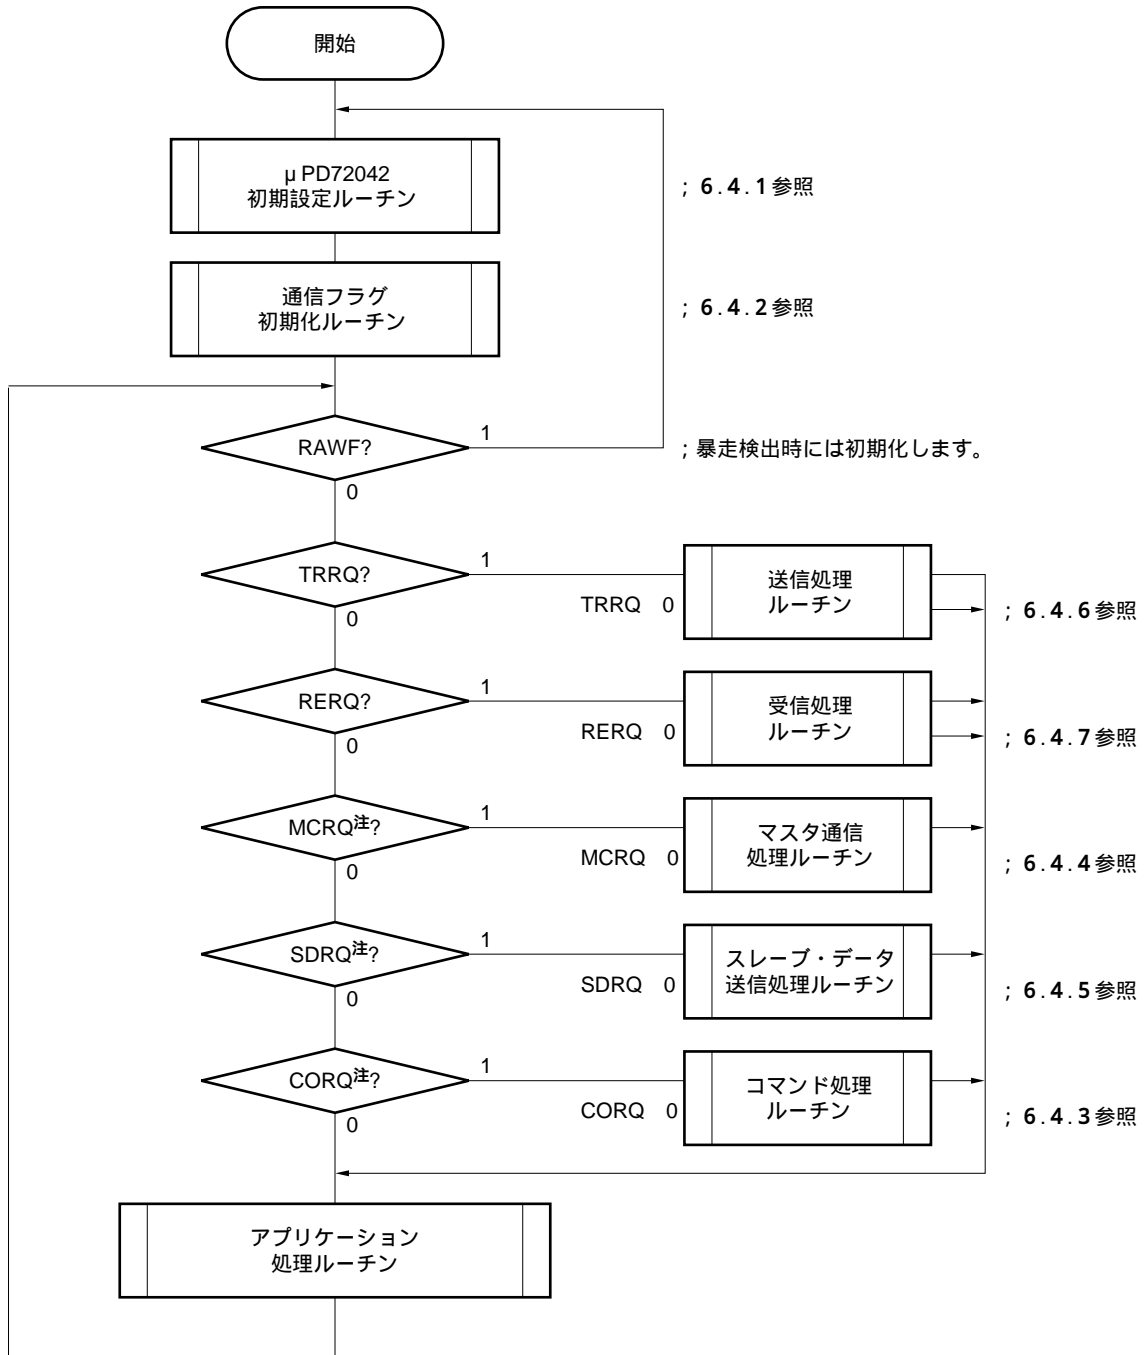 開始
μ PD72042
初期設定ルーチン
; 6.4.1参照
通信フラグ
初期化ルーチン
; 6.4.2参照
RAWF?
1
; 暴走検出時には初期化します。
0
TRRQ?
1
TRRQ 0
送信処理
ルーチン
; 6.4.6参照
0
RERQ?
1
RERQ 0
受信処理
ルーチン
; 6.4.7参照
0
MCRQ注?
1
MCRQ 0
マスタ通信
処理ルーチン
; 6.4.4参照
0
SDRQ注?
1
SDRQ 0
スレーブ・データ
送信処理ルーチン
; 6.4.5参照
0
CORQ注?
1
CORQ 0
コマンド処理
ルーチン
; 6.4.3参照
0
アプリケーション
処理ルーチン